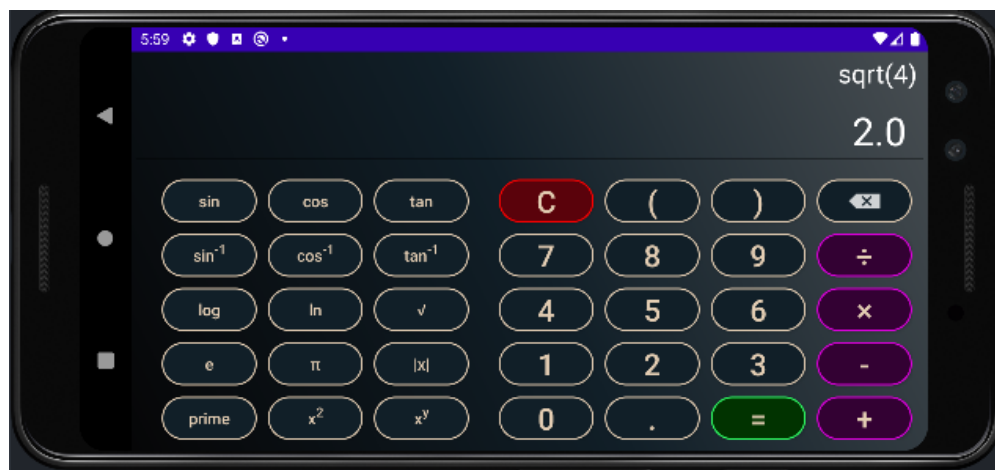 5:59
sqrt(4)
2.0
sin cos tan C ( )
sin⁻¹ cos⁻¹ tan⁻¹ 7 8 9 ÷
log ln √ 4 5 6 ×
e π |x| 1 2 3 -
prime x² xʸ 0 . = +